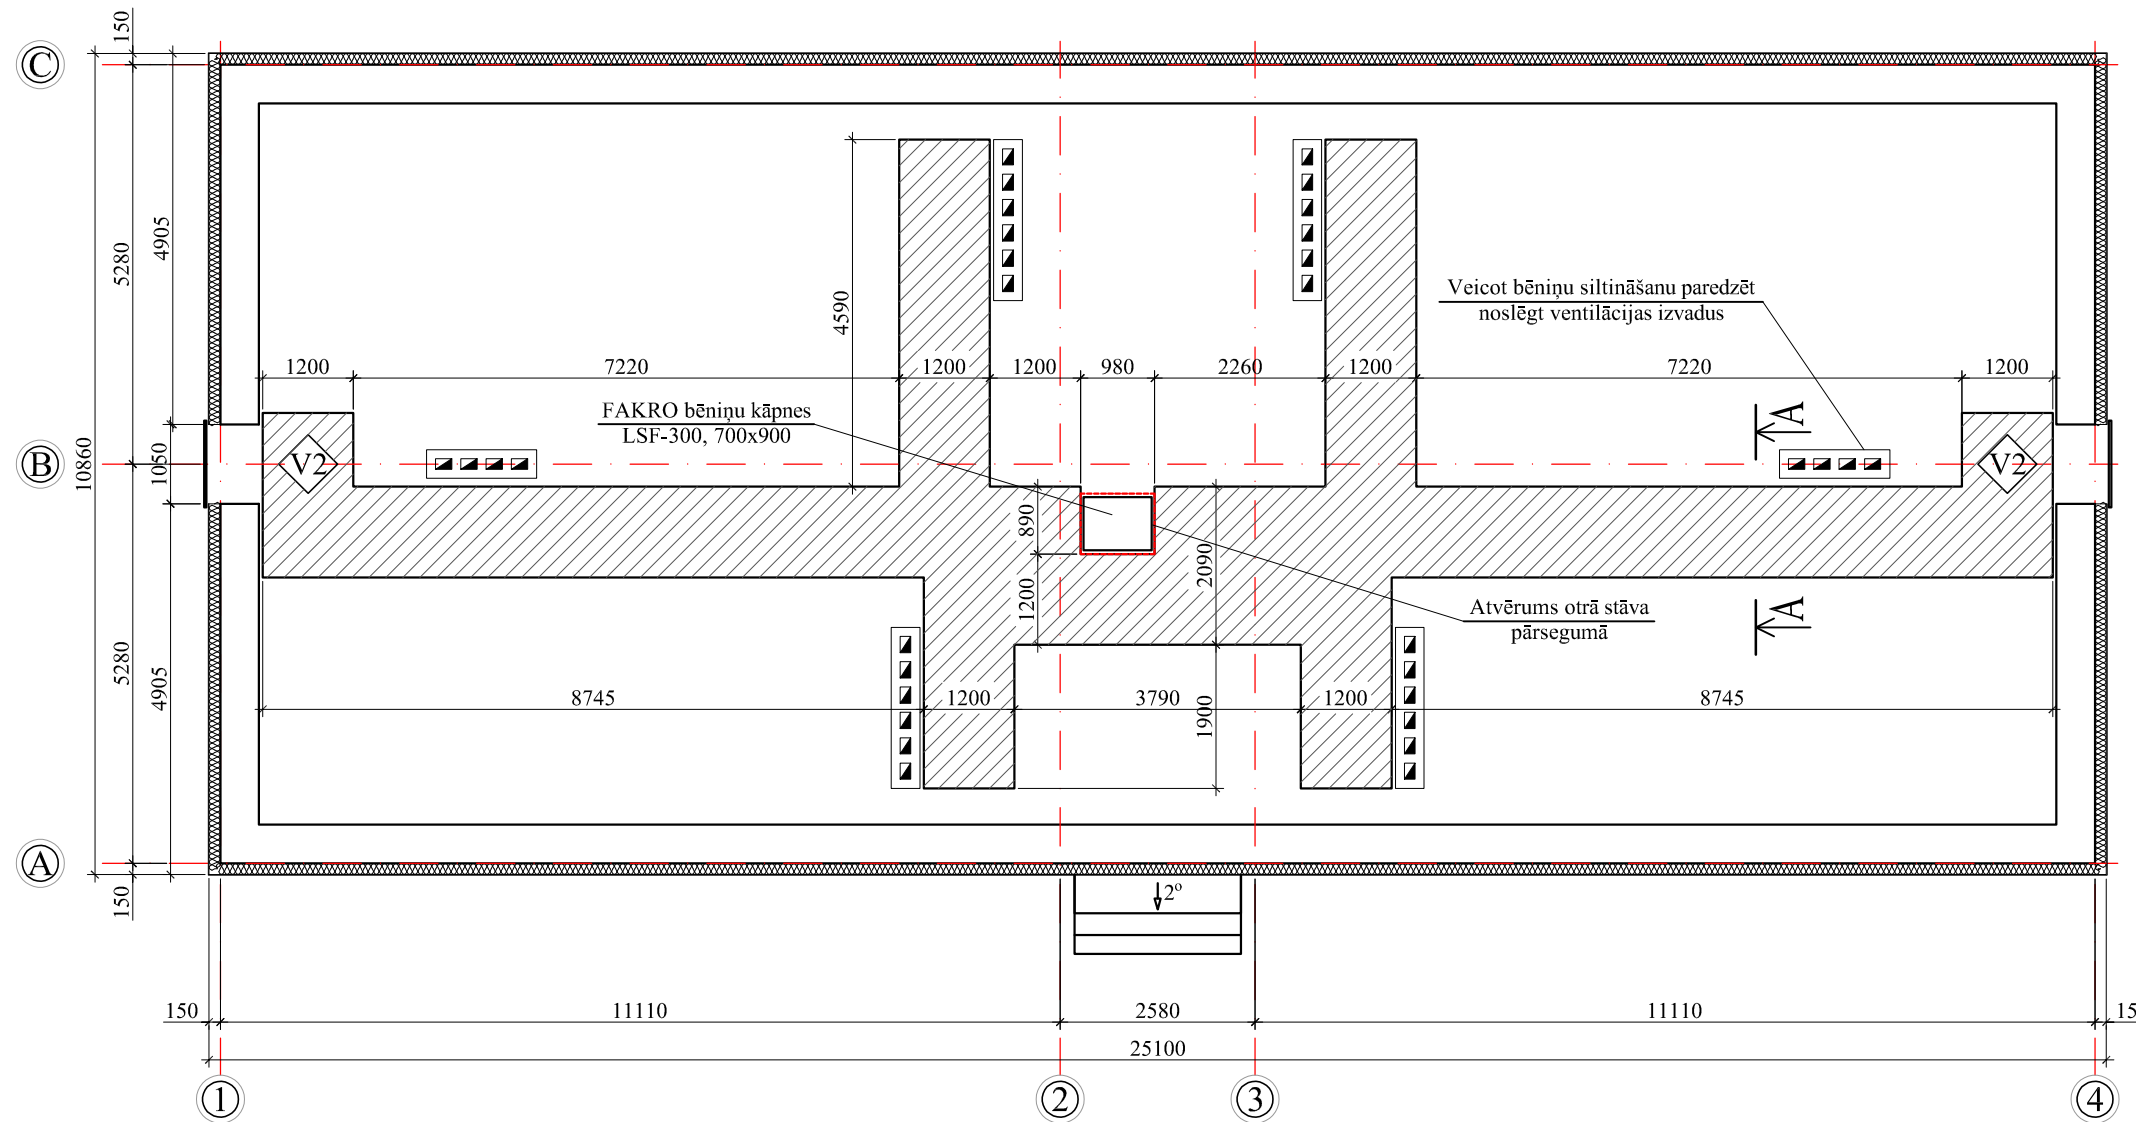 150
C
5280
4905
4590
Veicot bēniņu siltināšanu paredzēt
noslēgt ventilācijas izvadus
1200 7220 1200 1200 980 2260 1200 7220 1200
FAKRO bēniņu kāpnes
LSF-300, 700x900
A
B
10860
1050
V2
V2
890
2090
1200
Atvērums otrā stāva
pārsegumā
A
5280
4905
8745 1200 3790 1200 8745
1900
A
150
2º
150 11110 2580 11110 15
25100
1 2 3 4